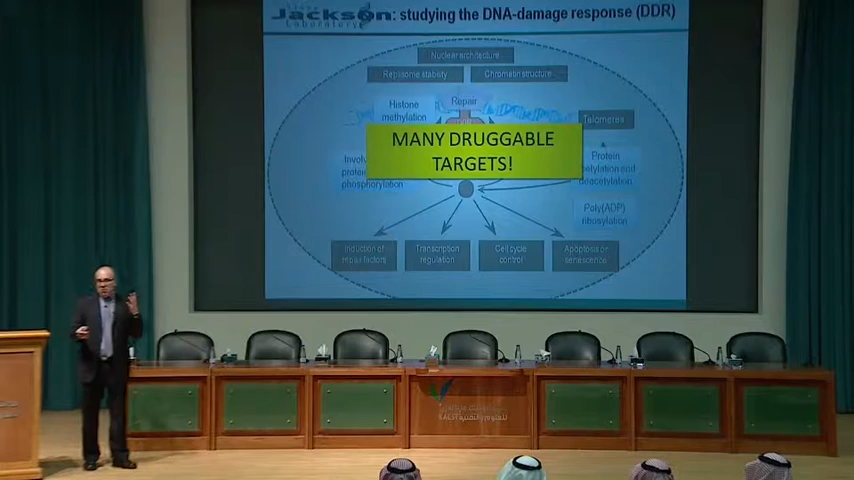 Jackson: studying the DNA-damage response (DDR)
Laboratory
Nuclear architecture
Replisome stability
Chromatin structure
Histone
methylation
Repair
Telomeres
MANY DRUGGABLE
TARGETS!
Protein
deacetylation
phosphorylation
Poly(ADP)
ribosylation
Induction of
repair factors
Transcription
regulation
Cell cycle
control
Apoptosis or
senescence
KACST